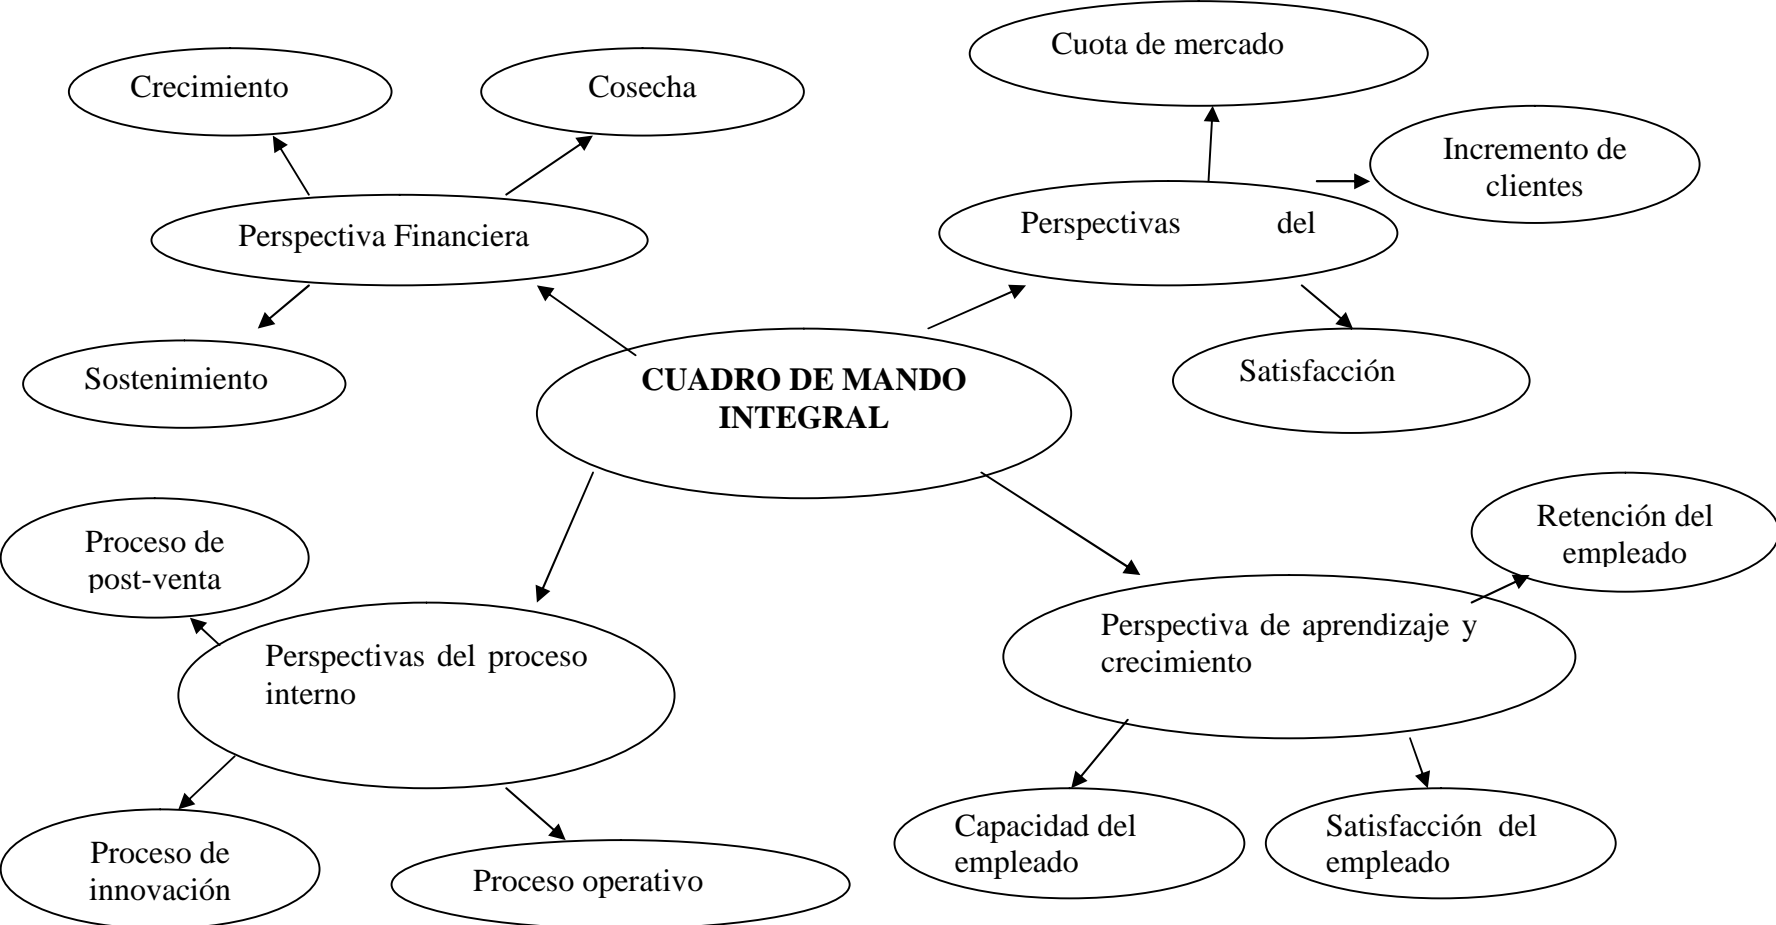 Cuota de mercado
Crecimiento
Cosecha
Incremento de
clientes
Perspectiva Financiera
Perspectivas del
Sostenimiento
CUADRO DE MANDO
INTEGRAL
Satisfacción
Proceso de
post-venta
Retención del
empleado
Perspectivas del proceso
interno
Perspectiva de aprendizaje y
crecimiento
Proceso de
innovación
Proceso operativo
Capacidad del
empleado
Satisfacción del
empleado